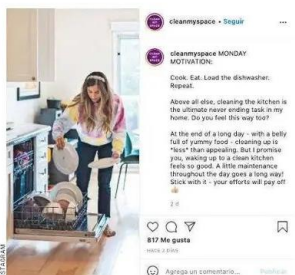 cleanmyspace • Seguir
cleanmyspace MONDAY
MOTIVATION:
Cook. Eat. Load the dishwasher.
Repeat.
Above all else, cleaning the kitchen is
the ultimate never ending task in my
home. Do you feel this way too?
At the end of a long day - with a belly
full of yummy food - cleaning up is
*less* than appealing. But I promise
you, waking up to a clean kitchen
feels so good. A little maintenance
throughout the day goes a long way!
Stick with it - your efforts will pay off
817 Me gusta
Agrega un comentario...